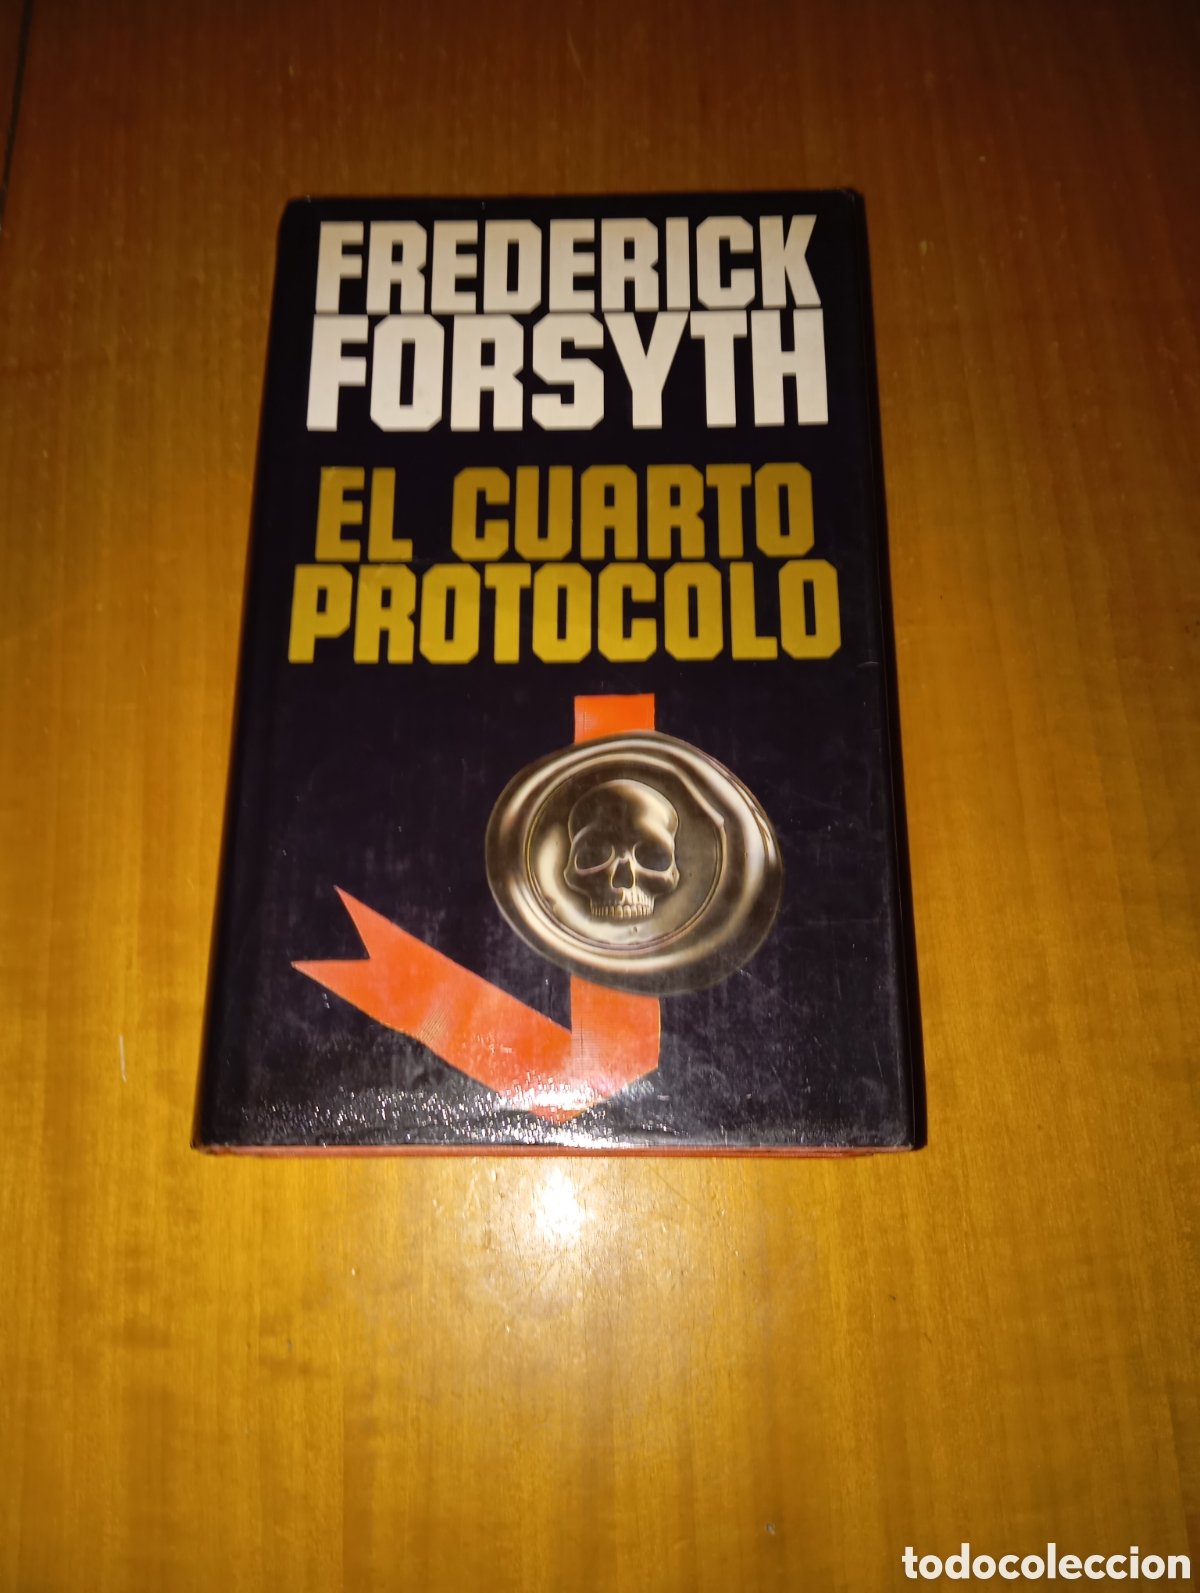 FREDERICK
FORSYTH
EL CUARTO
PROTOCOLO
todocoleccion